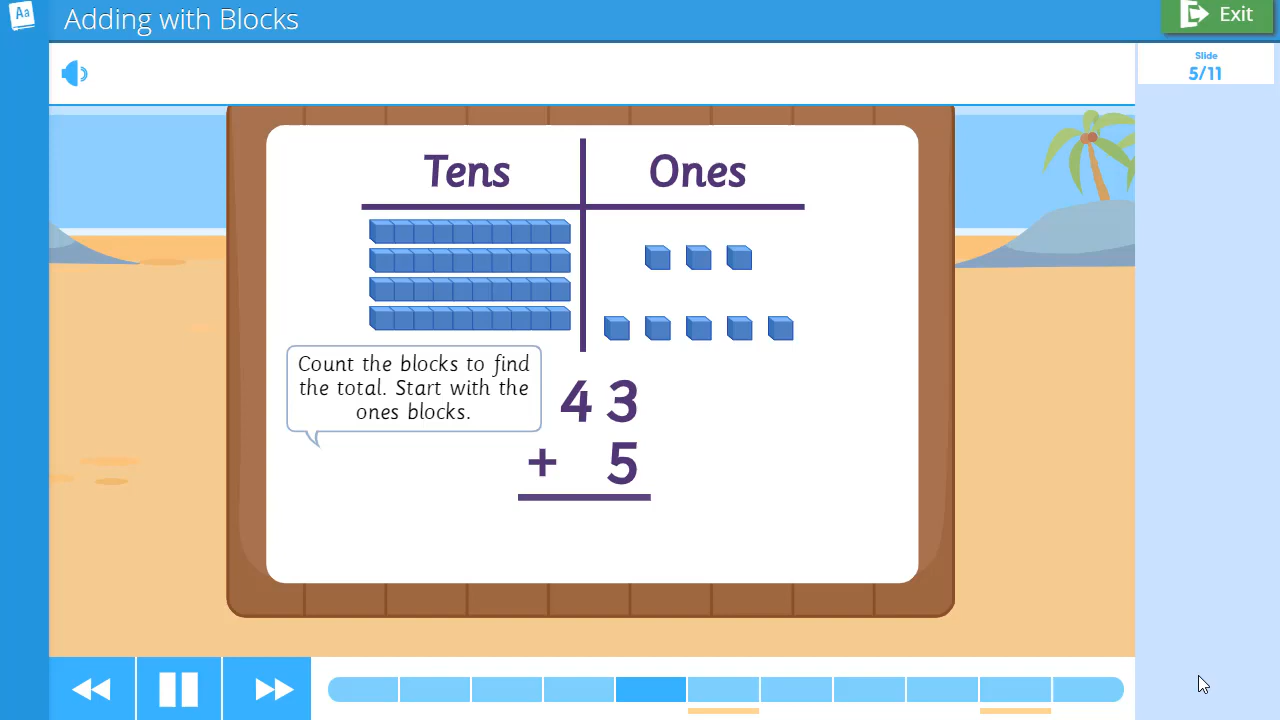 Aa
Adding with Blocks
Exit
Slide
5/11
Tens Ones
Count the blocks to find
the total. Start with the
ones blocks.
4 3
+ 5